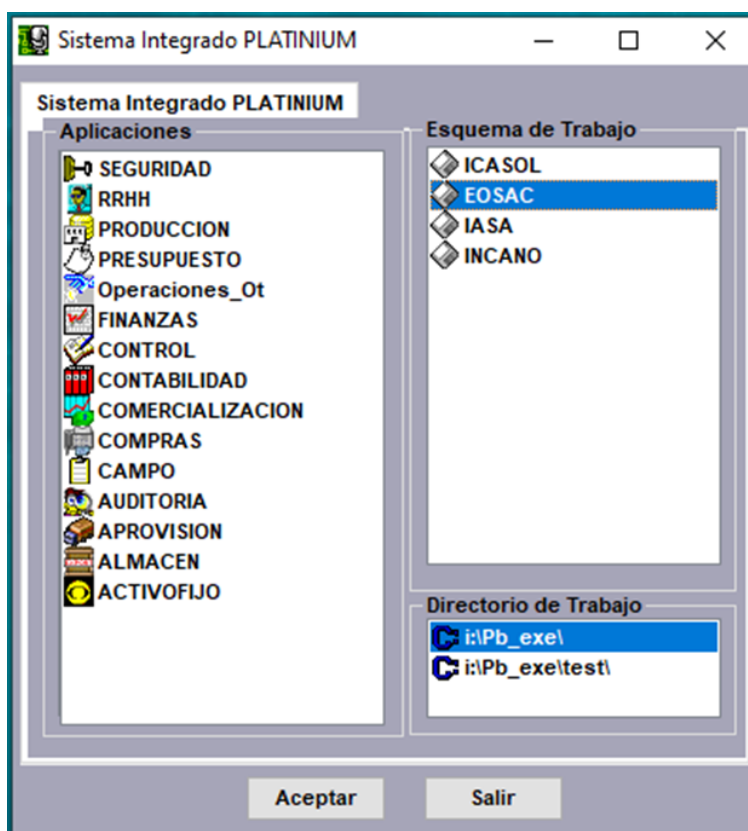 Sistema Integrado PLATINIUM
Sistema Integrado PLATINIUM
Aplicaciones
SEGURIDAD
RRHH
PRODUCCION
PRESUPUESTO
Operaciones_Ot
FINANZAS
CONTROL
CONTABILIDAD
COMERCIALIZACION
COMPRAS
CAMPO
AUDITORIA
APROVISION
ALMACEN
ACTIVOFIJO
Esquema de Trabajo
ICASOL
EOSAC
IASA
INCANO
Directorio de Trabajo
i:\Pb_exe\
i:\Pb_exe\test\
Aceptar
Salir